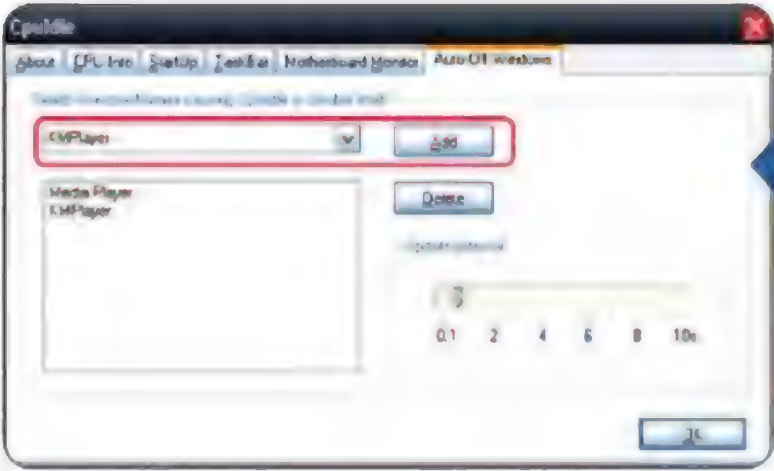 CpuIdle
About CPU Info StartUp TaskBar Motherboard Monitor Auto Off windows
KMPlayer Add
Media Player
KMPlayer
Delete
0.1 2 4 6 8 10s
OK